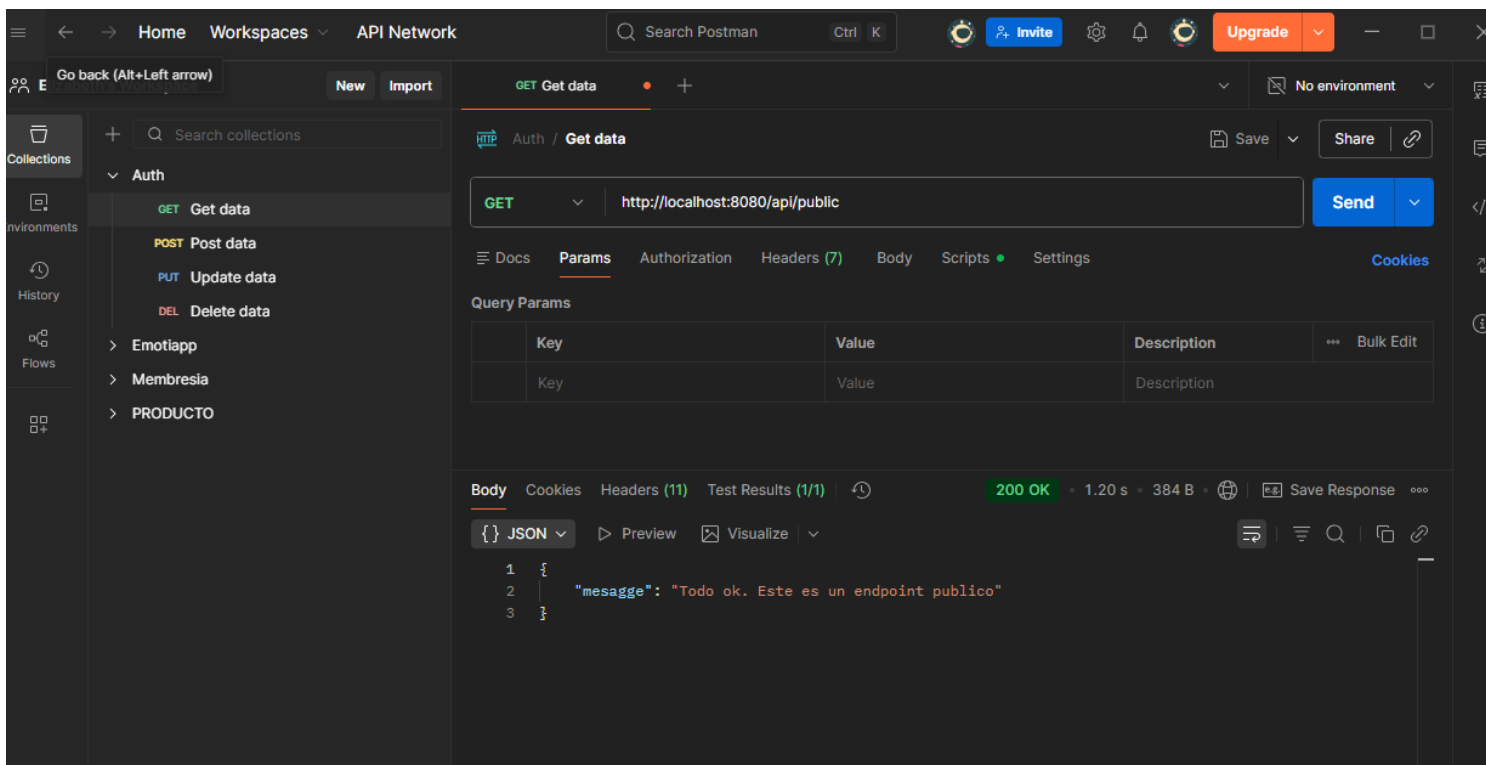 Home Workspaces API Network Search Postman Ctrl K Invite Upgrade
Go back (Alt+Left arrow)
New Import GET Get data No environment
Collections Search collections Auth / Get data Save Share
Auth
GET Get data GET http://localhost:8080/api/public Send
POST Post data
PUT Update data Docs Params Authorization Headers (7) Body Scripts Settings Cookies
History
DEL Delete data Query Params
Emotiapp Key Value Description Bulk Edit
Flows
Membresia Key Value Description
PRODUCTO
Body Cookies Headers (11) Test Results (1/1) 200 OK 1.20 s 384 B e.g. Save Response
{} JSON Preview Visualize
1 {
2 "mesagge": "Todo ok. Este es un endpoint publico"
3 }